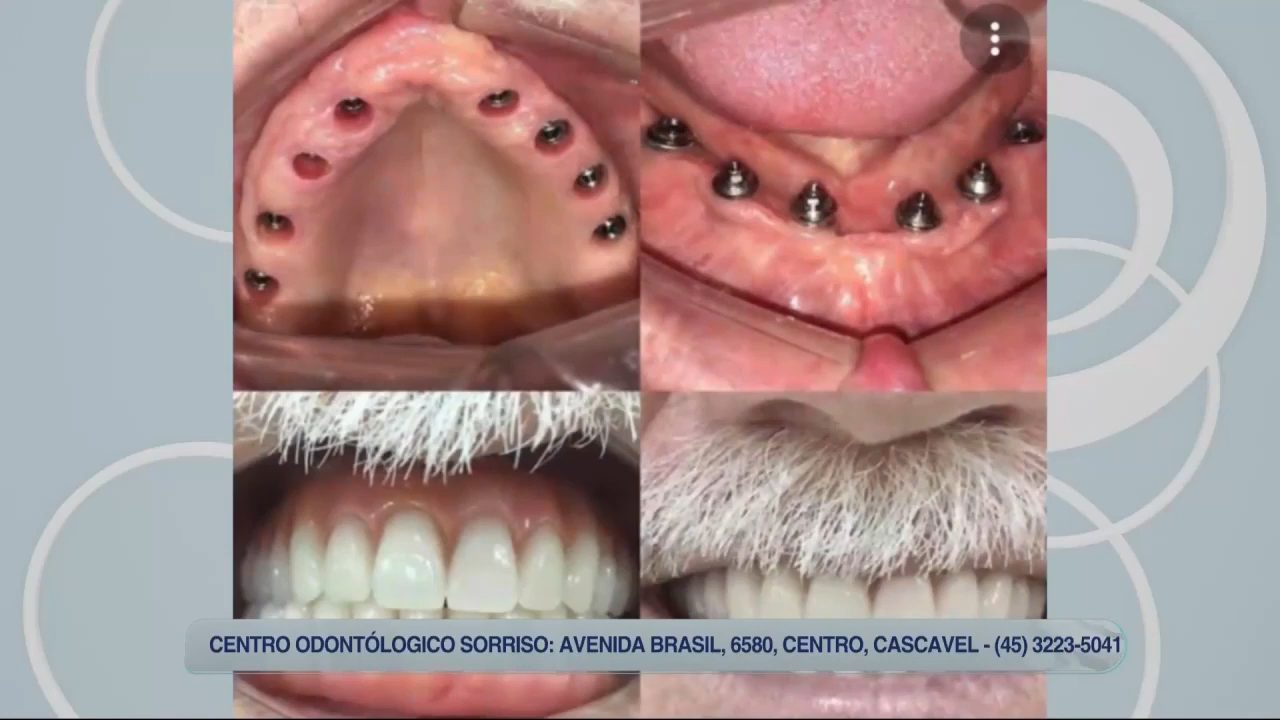 CENTRO ODONTÓLOGICO SORRISO: AVENIDA BRASIL, 6580, CENTRO, CASCAVEL - (45) 3223-5041